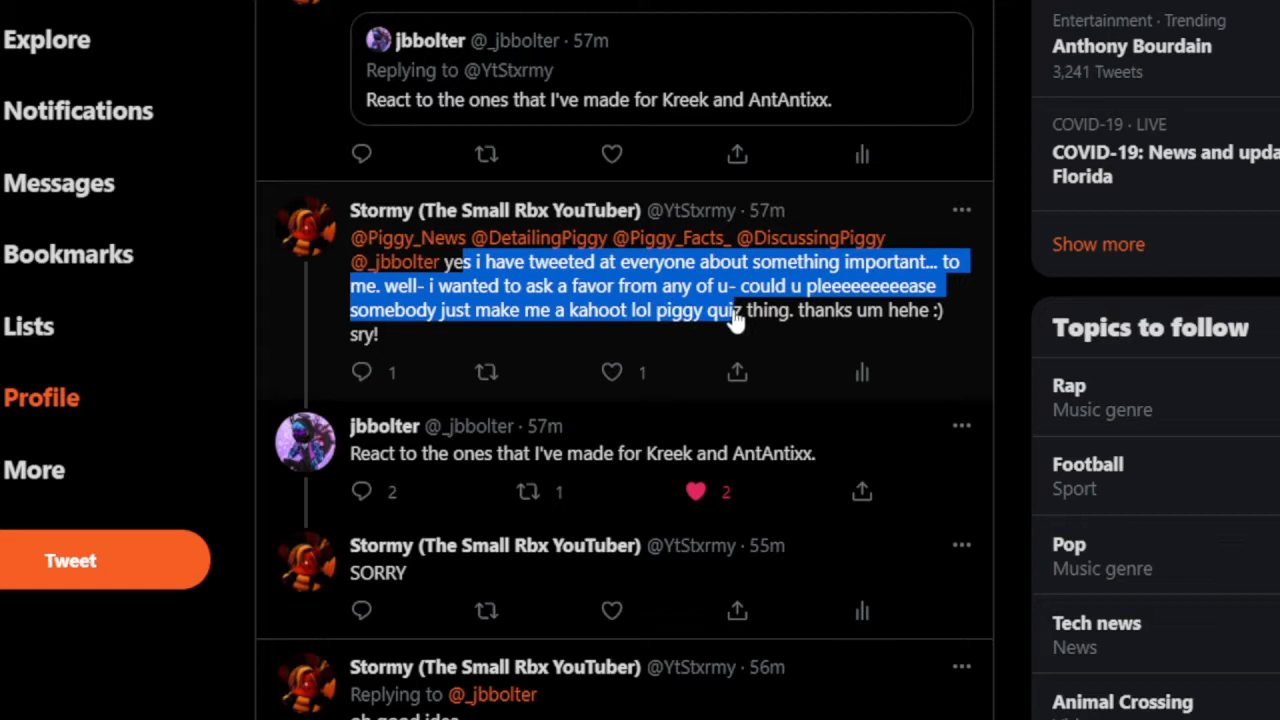 Explore
Notifications
Messages
Bookmarks
Lists
Profile
More
Tweet
jbbolter @_jbbolter · 57m
Replying to @YtStxrmy
React to the ones that I've made for Kreek and AntAntixx.
Stormy (The Small Rbx YouTuber) @YtStxrmy · 57m
@Piggy_News @DetailingPiggy @Piggy_Facts_ @DiscussingPiggy
@_jbbolter yes i have tweeted at everyone about something important... to
me. well- i wanted to ask a favor from any of u- could u pleeeeeeeeease
somebody just make me a kahoot lol piggy quiz thing. thanks um hehe :)
sry!
1
1
jbbolter @_jbbolter · 57m
React to the ones that I've made for Kreek and AntAntixx.
2
1
2
Stormy (The Small Rbx YouTuber) @YtStxrmy · 55m
SORRY
Stormy (The Small Rbx YouTuber) @YtStxrmy · 56m
Replying to @_jbbolter
oh good idea
Entertainment · Trending
Anthony Bourdain
3,241 Tweets
COVID-19 · LIVE
COVID-19: News and upda
Florida
Show more
Topics to follow
Rap
Music genre
Football
Sport
Pop
Music genre
Tech news
News
Animal Crossing